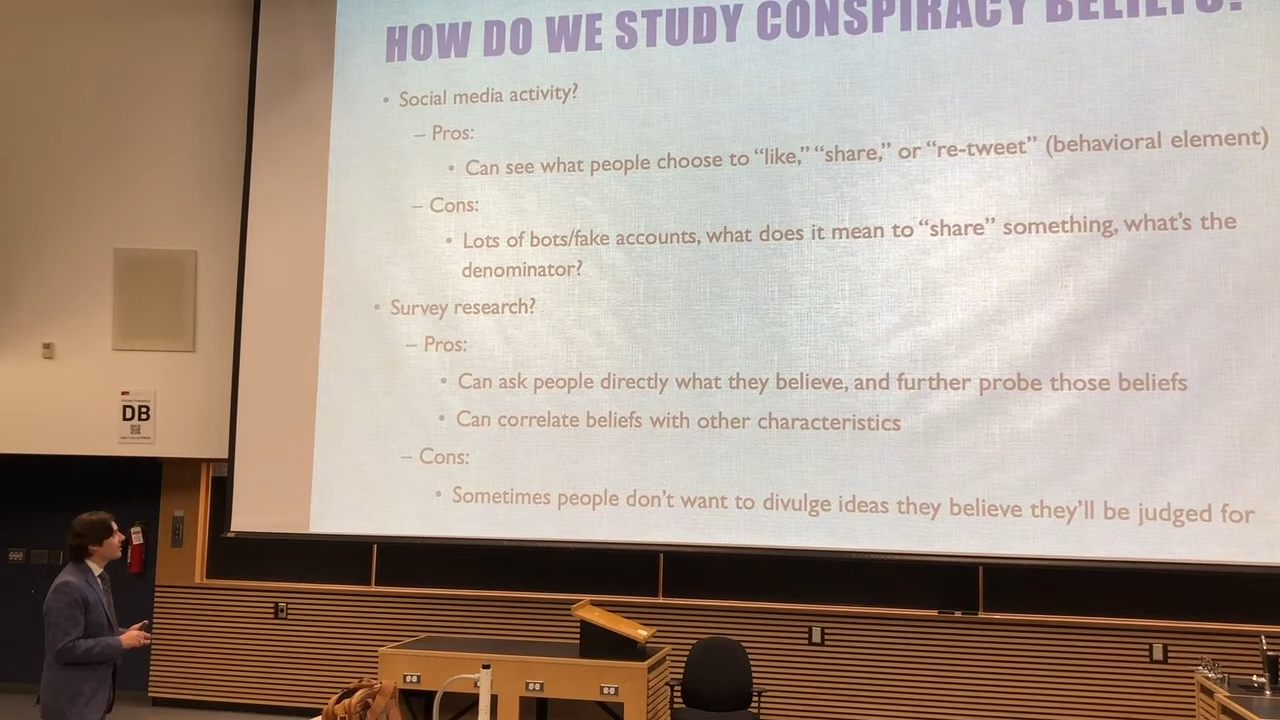 HOW DO WE STUDY CONSPIRACY BELIEFS?
• Social media activity?
– Pros:
• Can see what people choose to “like,” “share,” or “re-tweet” (behavioral element)
– Cons:
• Lots of bots/fake accounts, what does it mean to “share” something, what’s the
denominator?
• Survey research?
– Pros:
• Can ask people directly what they believe, and further probe those beliefs
• Can correlate beliefs with other characteristics
– Cons:
• Sometimes people don’t want to divulge ideas they believe they’ll be judged for
DB